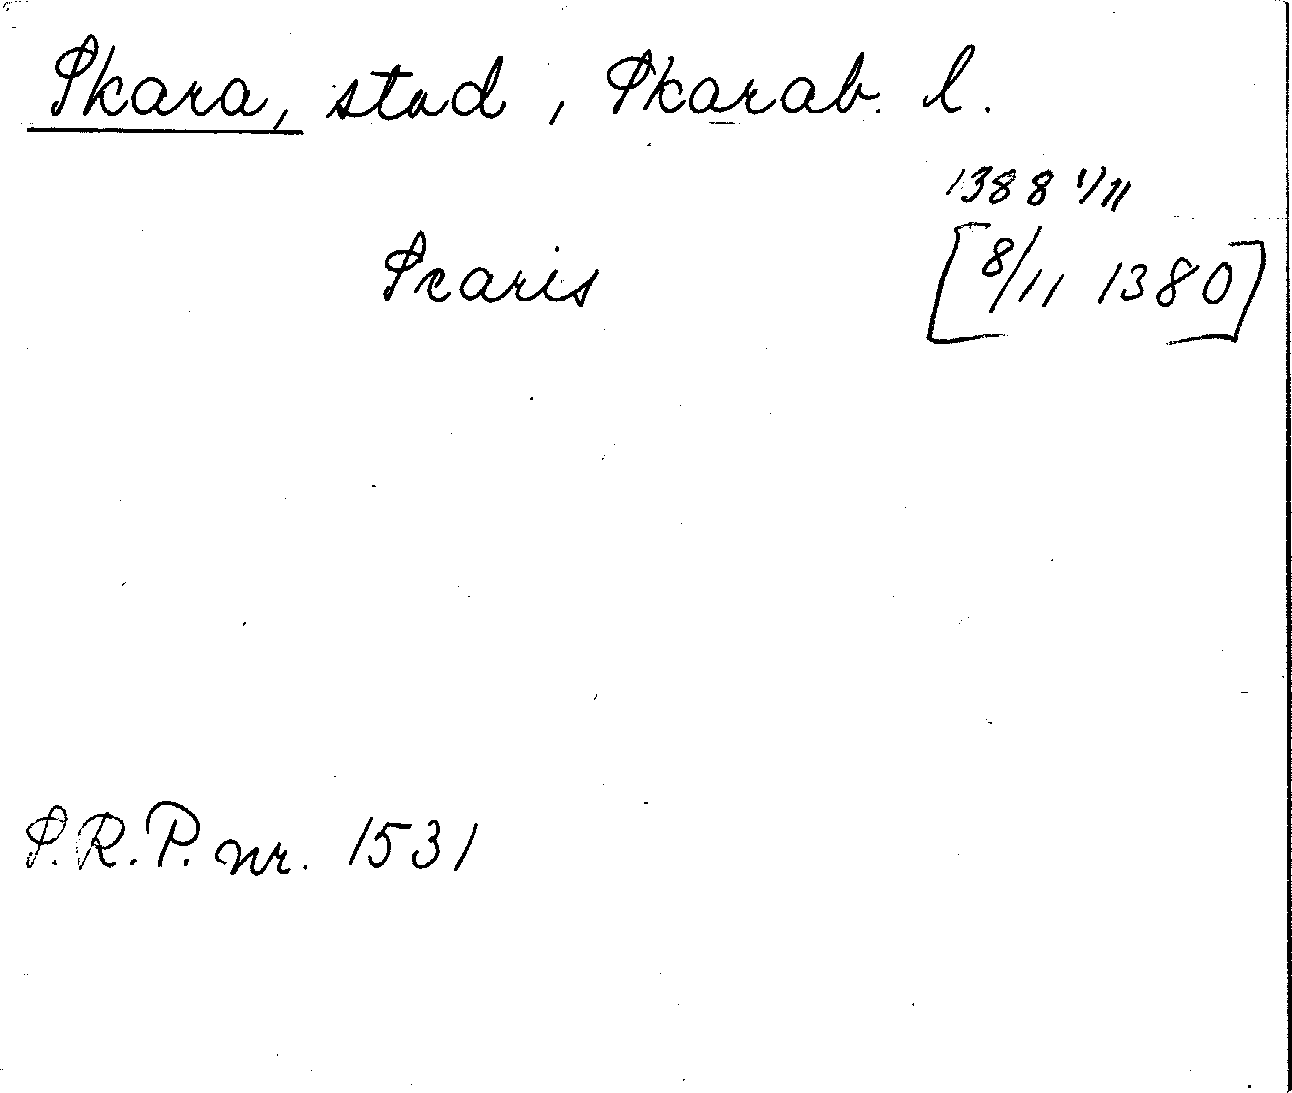 Skara, stad, Skarab. l.
1388 1/11
Scaris [8/11 1380]
S.R.P. nr. 1531